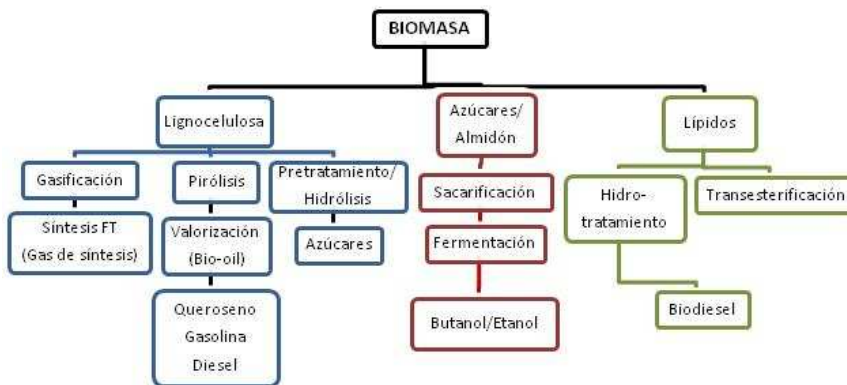 BIOMASA
Lignocelulosa
Azúcares/
Almidón
Lípidos
Gasificación
Pirólisis
Pretratamiento/
Hidrólisis
Sacarificación
Hidro-
tratamiento
Transesterificación
Síntesis FT
(Gas de síntesis)
Valorización
(Bio-oil)
Azúcares
Fermentación
Queroseno
Gasolina
Diesel
Butanol/Etanol
Biodiesel